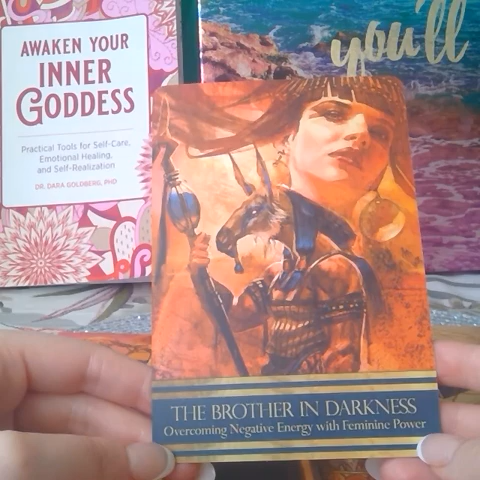 AWAKEN YOUR
INNER
GODDESS
Practical Tools for Self-Care,
Emotional Healing,
and Self-Realization
DR. DARA GOLDBERG, PHD
you'll
THE BROTHER IN DARKNESS
Overcoming Negative Energy with Feminine Power